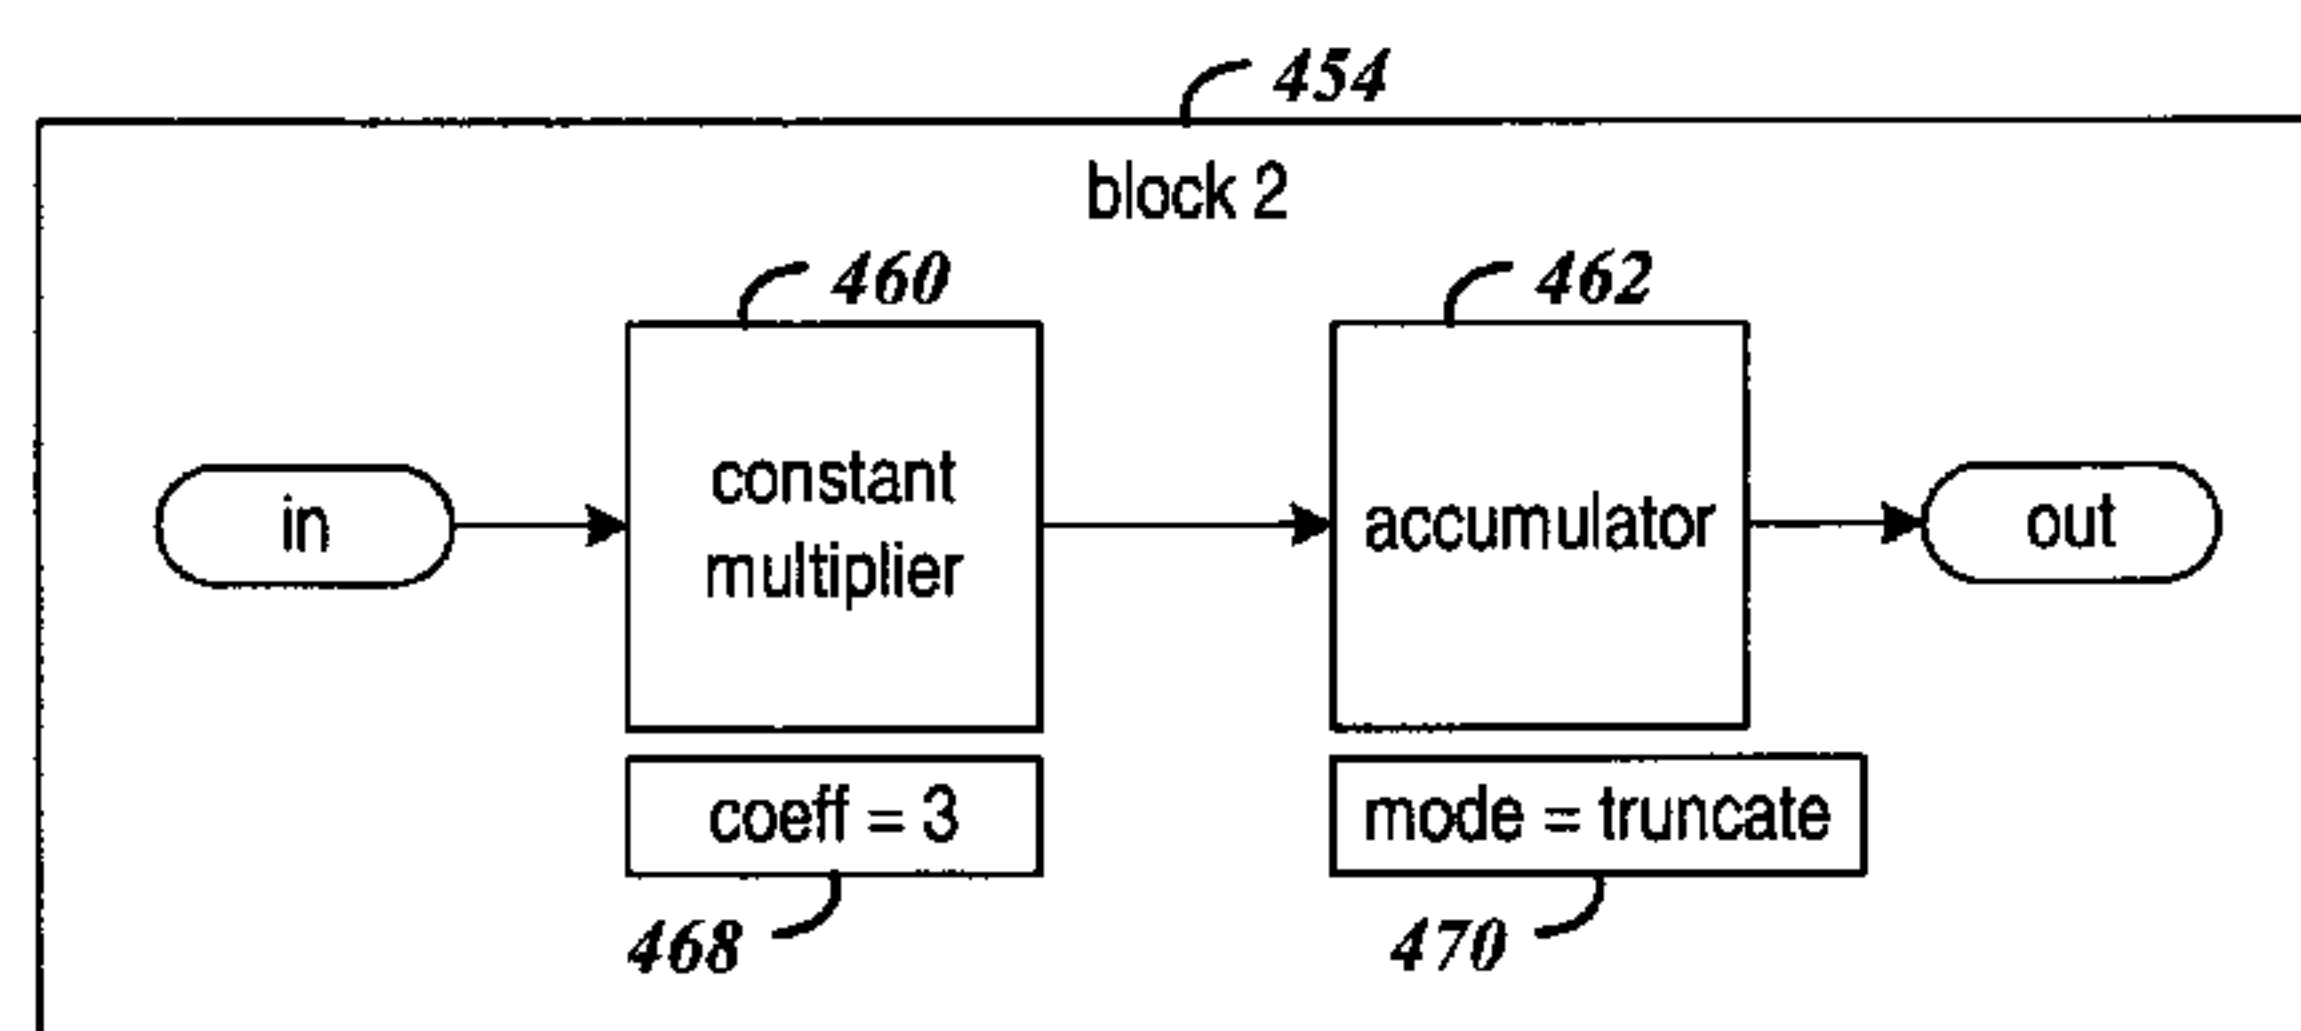 454
block 2
460
462
in
constant
multiplier
accumulator
out
coeff = 3
mode = truncate
468
470